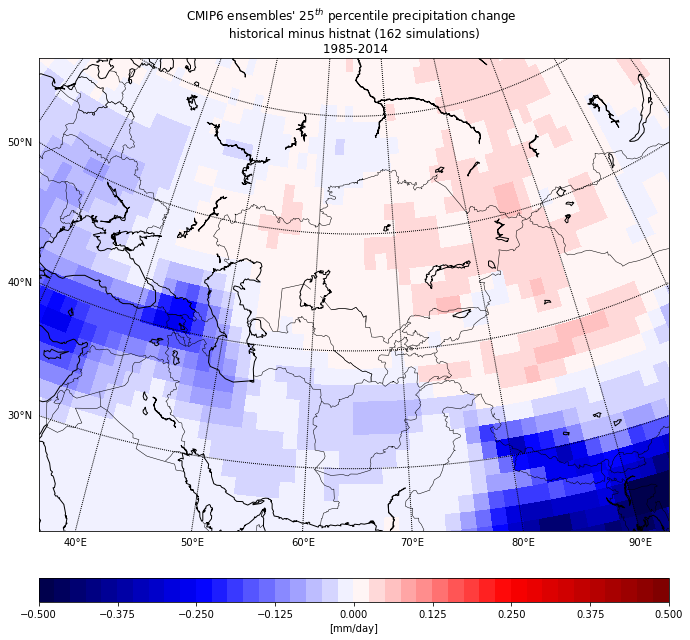 CMIP6 ensembles' 25th percentile precipitation change
historical minus histnat (162 simulations)
1985-2014
50°N
40°N
30°N
40°E 50°E 60°E 70°E 80°E 90°E
−0.500 −0.375 −0.250 −0.125 0.000 0.125 0.250 0.375 0.500
[mm/day]